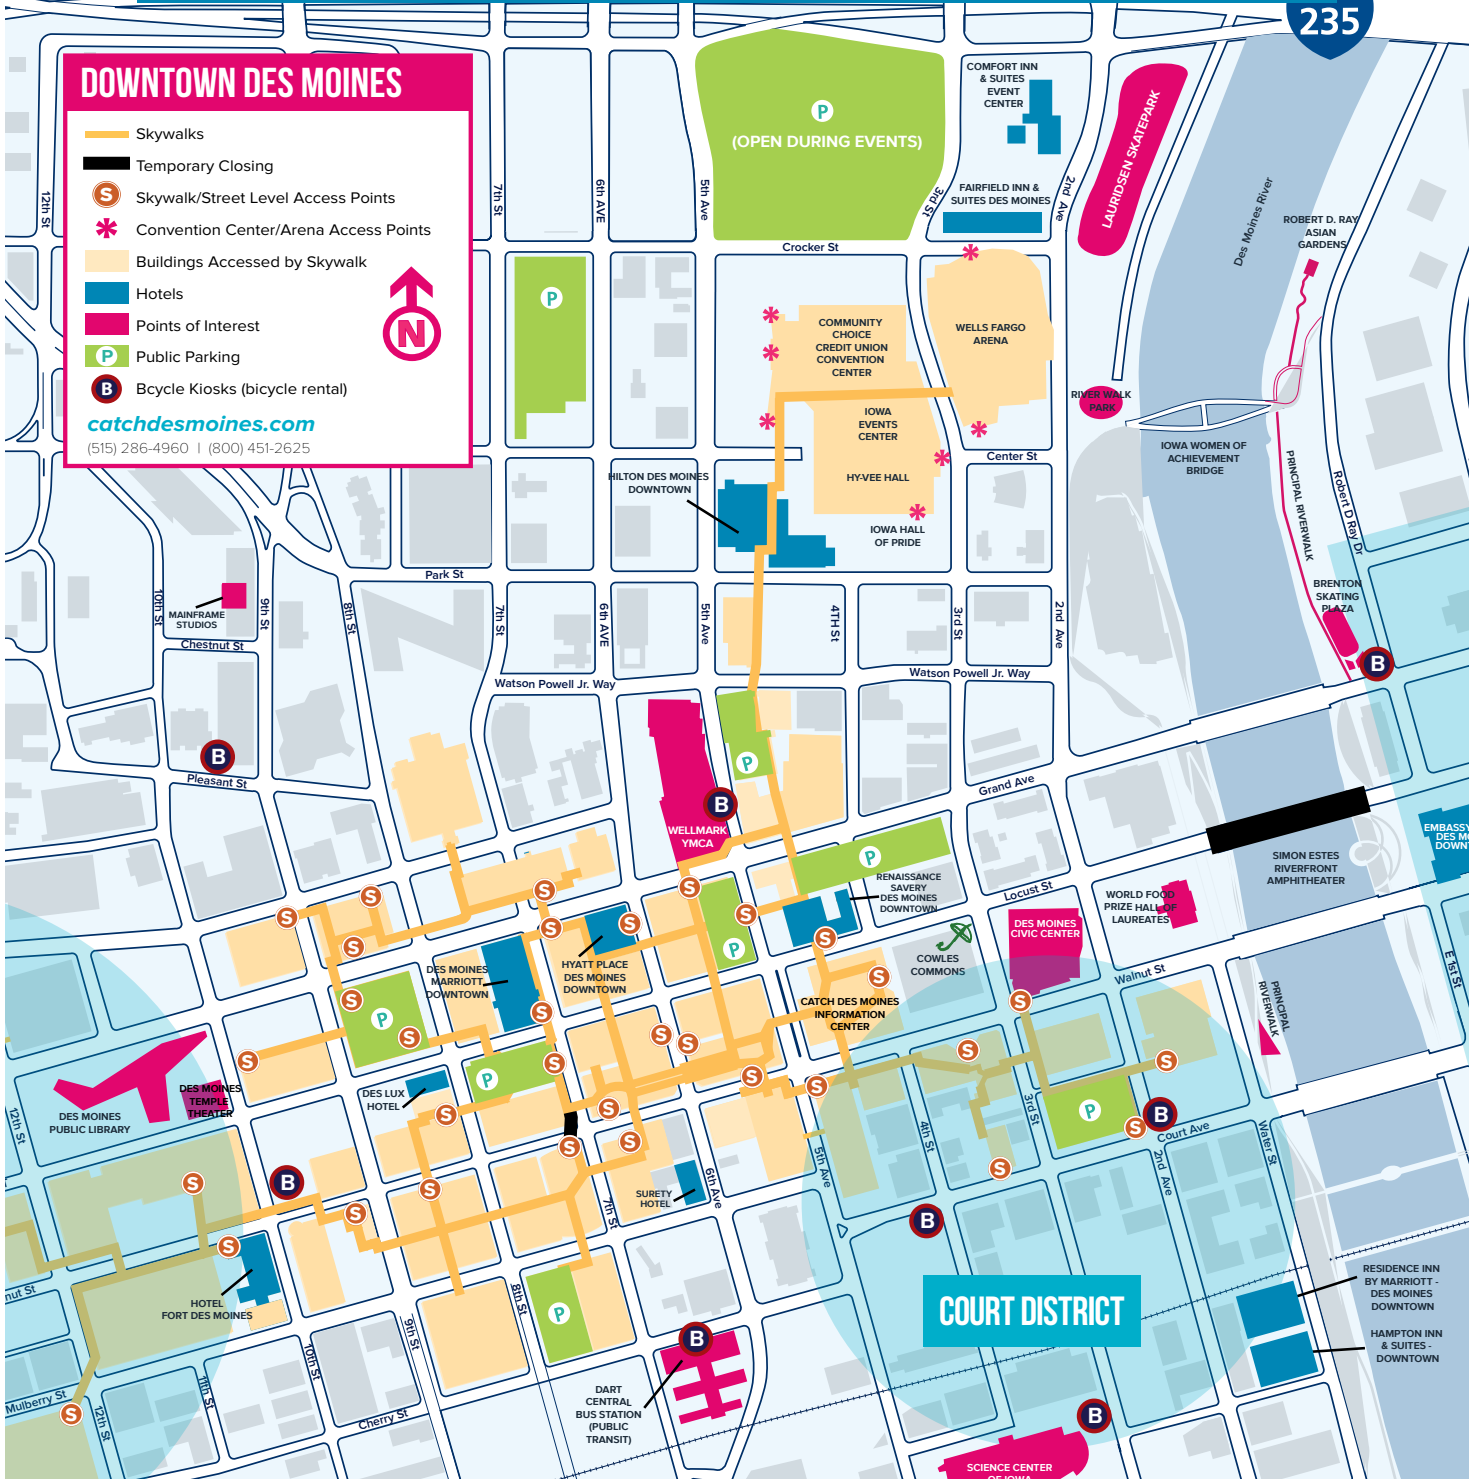 235
DOWNTOWN DES MOINES
Skywalks
Temporary Closing
S Skywalk/Street Level Access Points
Convention Center/Arena Access Points
Buildings Accessed by Skywalk
Hotels
Points of Interest
P Public Parking
B Bcycle Kiosks (bicycle rental)
N
catchdesmoines.com
(515) 286-4960 | (800) 451-2625
12th St
7th St
6th AVE
5th Ave
P
(OPEN DURING EVENTS)
COMFORT INN
& SUITES
EVENT
CENTER
FAIRFIELD INN &
SUITES DES MOINES
3rd St
2nd Ave
LAURIDSEN SKATEPARK
Des Moines River
ROBERT D. RAY
ASIAN
GARDENS
Crocker St
P
COMMUNITY
CHOICE
CREDIT UNION
CONVENTION
CENTER
WELLS FARGO
ARENA
IOWA
EVENTS
CENTER
HY-VEE HALL
IOWA HALL
OF PRIDE
RIVER WALK
PARK
Center St
IOWA WOMEN OF
ACHIEVEMENT
BRIDGE
PRINCIPAL RIVERWALK
Robert D Ray Dr
HILTON DES MOINES
DOWNTOWN
Park St
MAINFRAME
STUDIOS
10th St
9th St
8th St
7th St
6th AVE
5th Ave
4TH St
3rd St
2nd Ave
BRENTON
SKATING
PLAZA
B
Chestnut St
Watson Powell Jr. Way
Watson Powell Jr. Way
B
Pleasant St
P
B
WELLMARK
YMCA
Grand Ave
P
RENAISSANCE
SAVERY
DES MOINES
DOWNTOWN
Locust St
SIMON ESTES
RIVERFRONT
AMPHITHEATER
EMBASSY
DES MO
DOWNT
WORLD FOOD
PRIZE HALL OF
LAUREATES
DES MOINES
CIVIC CENTER
COWLES
COMMONS
Walnut St
S
S
S
S
S
S
S
S
S
S
P
HYATT PLACE
DES MOINES
DOWNTOWN
DES MOINES
MARRIOTT
DOWNTOWN
CATCH DES MOINES
INFORMATION
CENTER
PRINCIPAL
RIVERWALK
E 1st St
S
P
S
S
S
S
S
S
S
S
S
S
S
S
S
P
DES LUX
HOTEL
DES MOINES
PUBLIC LIBRARY
DES MOINES
TEMPLE
THEATER
12th St
S
S
S
S
P
S
B
3rd St
4th St
5th Ave
Court Ave
2nd Ave
Water St
S
S
B
S
S
S
SURETY
HOTEL
6th Ave
7th St
B
HOTEL
FORT DES MOINES
nut St
8th St
P
9th St
10th St
11th St
12th St
Mulberry St
Cherry St
S
B
DART
CENTRAL
BUS STATION
(PUBLIC
TRANSIT)
COURT DISTRICT
RESIDENCE INN
BY MARRIOTT -
DES MOINES
DOWNTOWN
HAMPTON INN
& SUITES -
DOWNTOWN
B
SCIENCE CENTER
OF IOWA